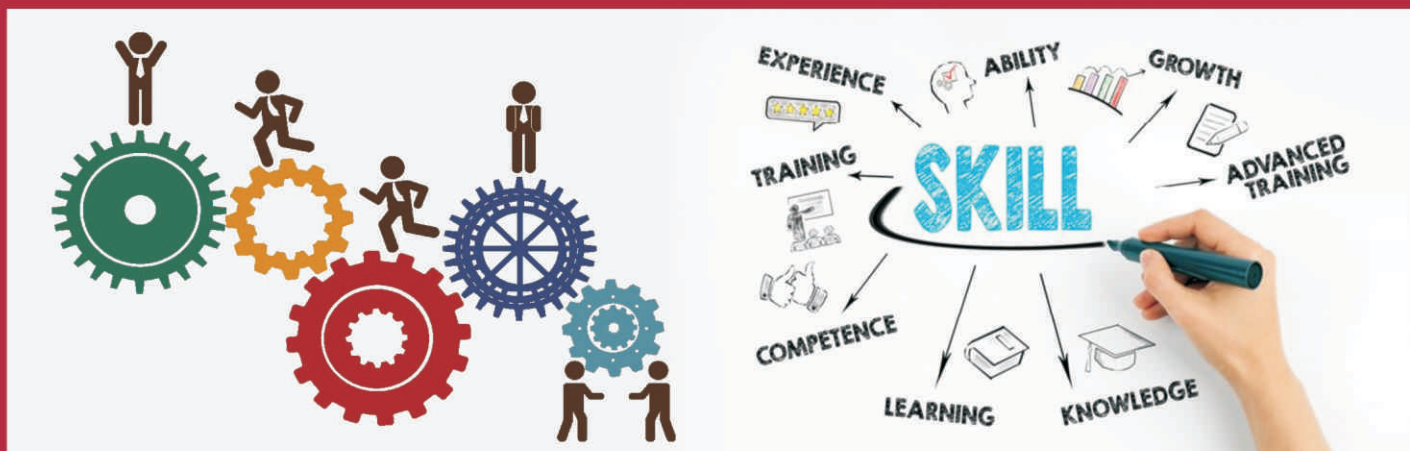 EXPERIENCE
ABILITY
GROWTH
TRAINING
SKILL
ADVANCED
TRAINING
COMPETENCE
LEARNING
KNOWLEDGE